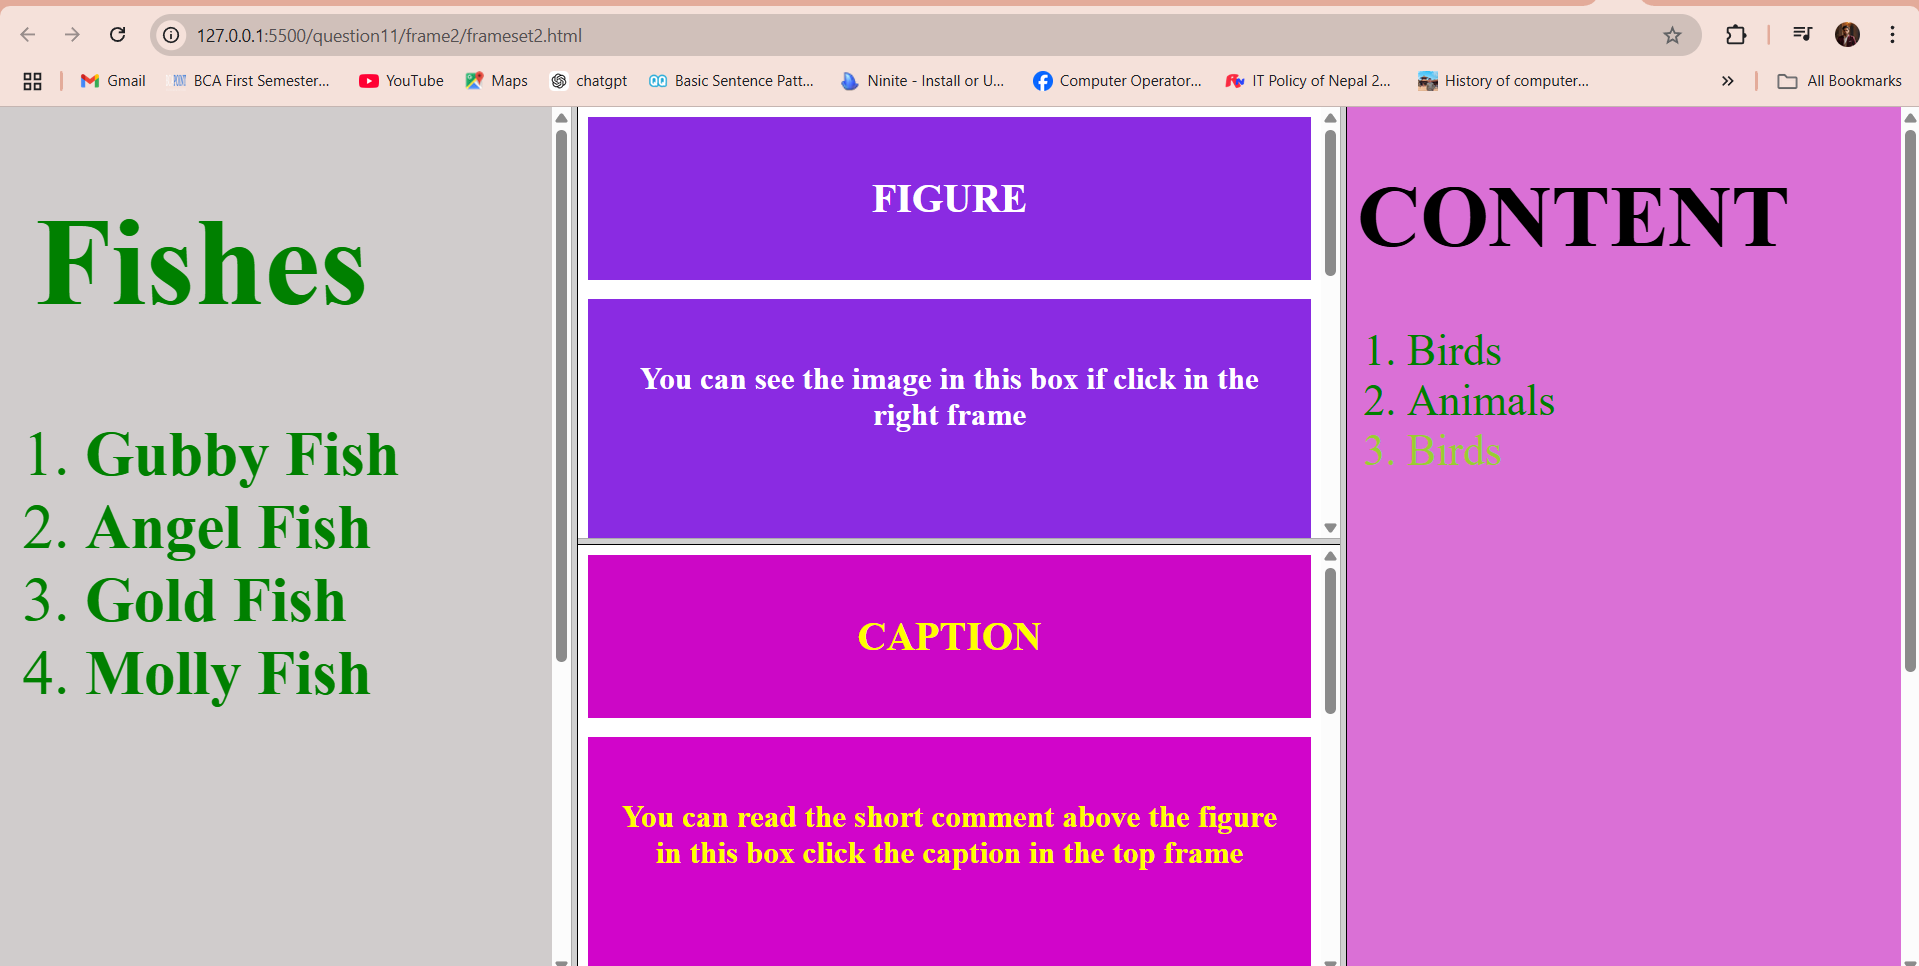 127.0.0.1:5500/question11/frame2/frameset2.html
Gmail
BCA First Semester...
YouTube
Maps
chatgpt
Basic Sentence Patt...
Ninite - Install or U...
Computer Operator...
IT Policy of Nepal 2...
History of computer...
»
All Bookmarks
Fishes
1. Gubby Fish
2. Angel Fish
3. Gold Fish
4. Molly Fish
FIGURE
You can see the image in this box if click in the
right frame
CAPTION
You can read the short comment above the figure
in this box click the caption in the top frame
CONTENT
1. Birds
2. Animals
3. Birds